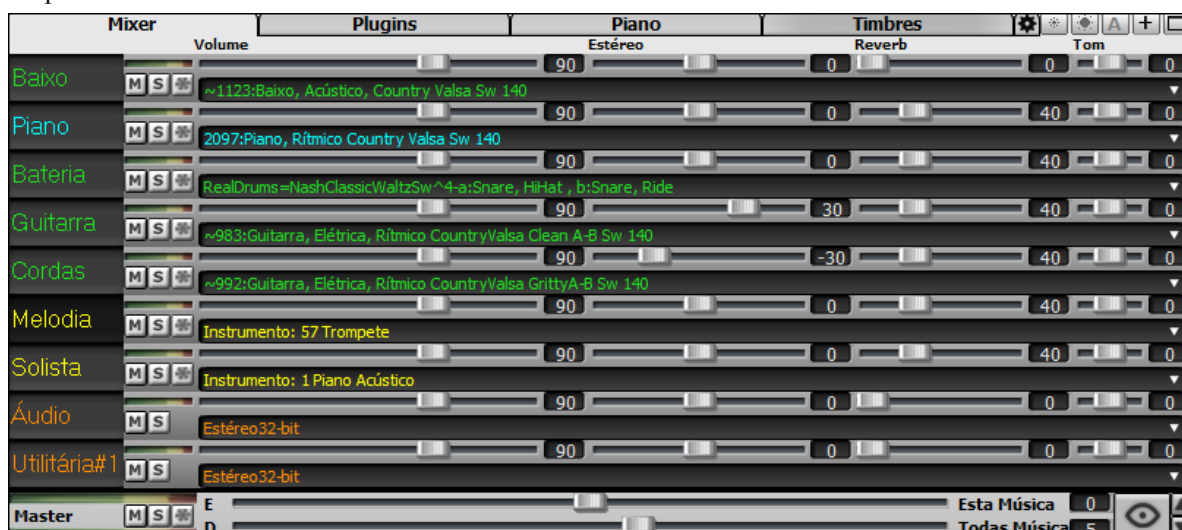 Mixer Plugins Piano Timbres A +
Volume Estéreo Reverb Tom
Baixo M S 90 0 0 0
~1123:Baixo, Acústico, Country Valsa Sw 140
Piano M S 90 0 40 0
2097:Piano, Rítmico Country Valsa Sw 140
Bateria M S 90 0 40 0
RealDrums=NashClassicWaltzSw^4-a:Snare, HiHat , b:Snare, Ride
Guitarra M S 90 30 40 0
~983:Guitarra, Elétrica, Rítmico CountryValsa Clean A-B Sw 140
Cordas M S 90 -30 40 0
~992:Guitarra, Elétrica, Rítmico CountryValsa GrittyA-B Sw 140
Melodia M S 90 0 40 0
Instrumento: 57 Trompete
Solista M S 90 0 40 0
Instrumento: 1 Piano Acústico
Áudio M S 90 0 0 0
Estéreo32-bit
Utilitária#1 M S 90 0 0 0
Estéreo32-bit
Master M S E Esta Música 0
D Todas Música 5